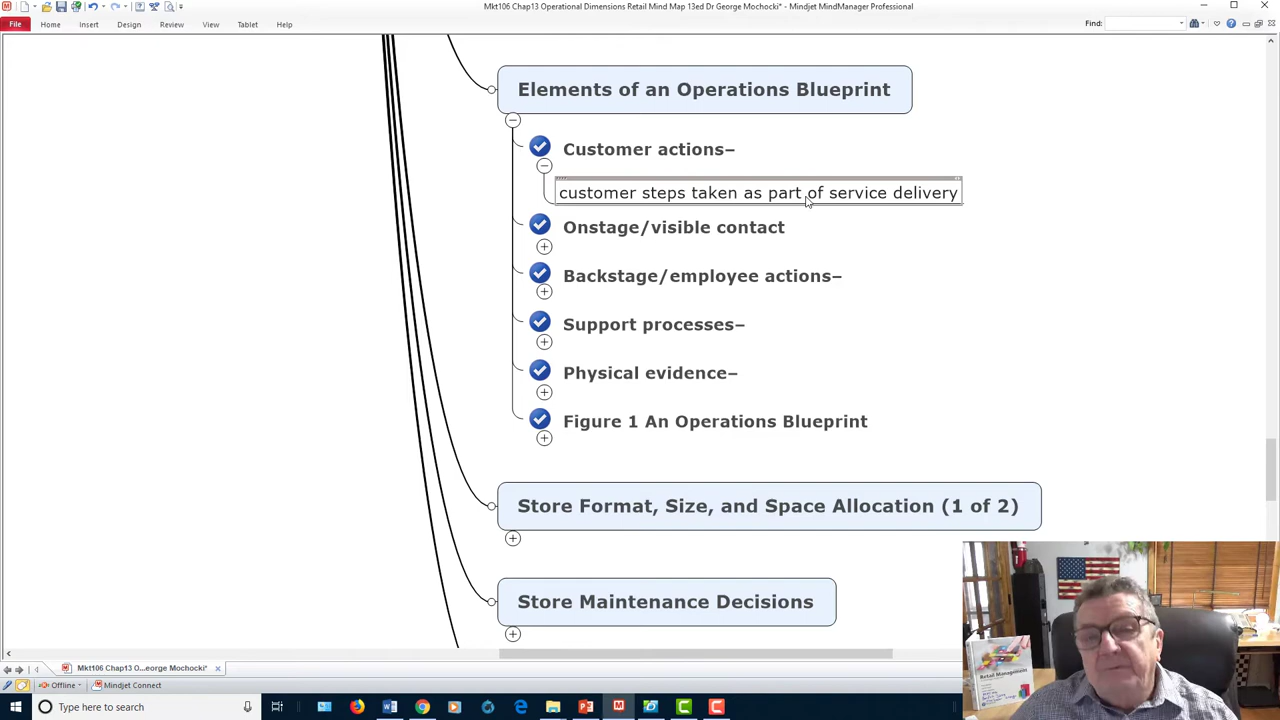 Mkt106 Chap13 Operational Dimensions Retail Mind Map 13ed Dr George Mochocki* - Mindjet MindManager Professional
File Home Insert Design Review View Tablet Help Find:
Elements of an Operations Blueprint
Customer actions–
customer steps taken as part of service delivery
Onstage/visible contact
Backstage/employee actions–
Support processes–
Physical evidence–
Figure 1 An Operations Blueprint
Store Format, Size, and Space Allocation (1 of 2)
Store Maintenance Decisions
Retail Management
Mkt106 Chap13 O...eorge Mochocki*
Offline Mindjet Connect
Type here to search